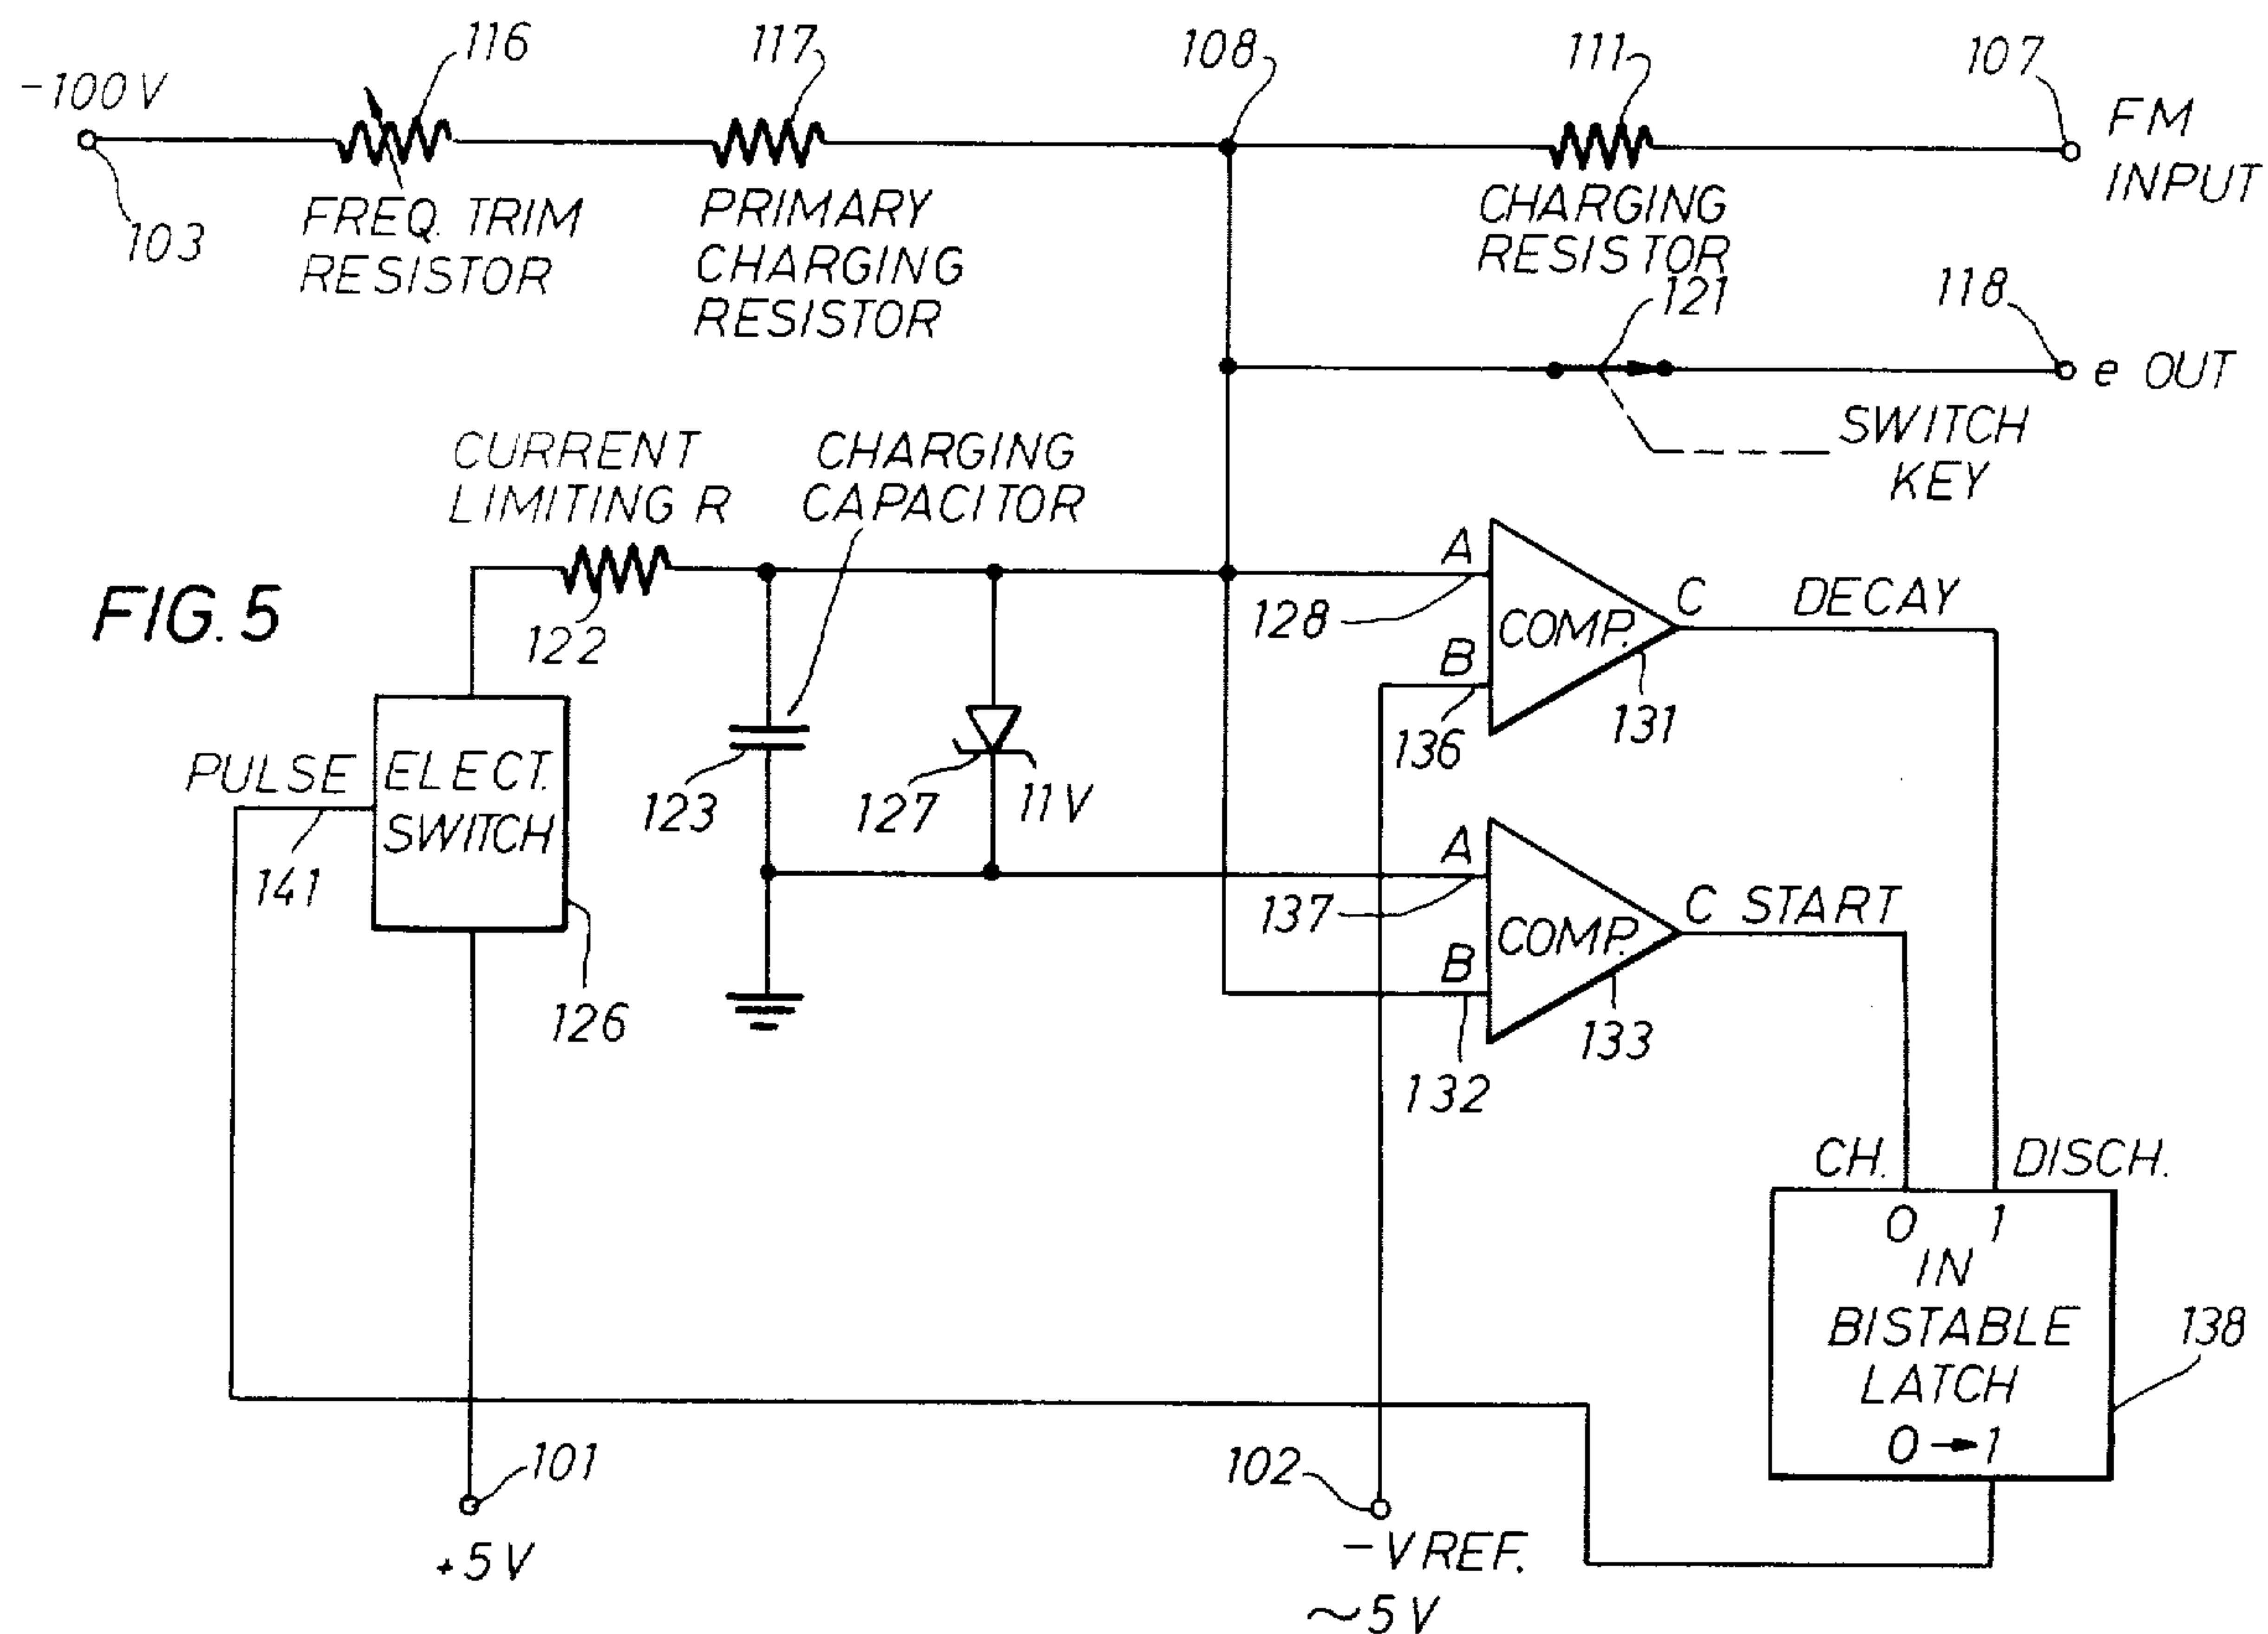 116
117
108
111
107
-100 V
FM
INPUT
103
FREQ. TRIM
RESISTOR
PRIMARY
CHARGING
RESISTOR
CHARGING
RESISTOR
121
118
e OUT
SWITCH
KEY
CURRENT
LIMITING R
CHARGING
CAPACITOR
FIG. 5
122
A
128
COMP.
C DECAY
B
136
131
PULSE
ELECT.
SWITCH
141
123
127
11 V
A
137
COMP.
C START
B
133
132
126
CH.
DISCH.
0 1
IN
BISTABLE
LATCH
0 → 1
138
101
+5 V
102
-V REF.
~5 V